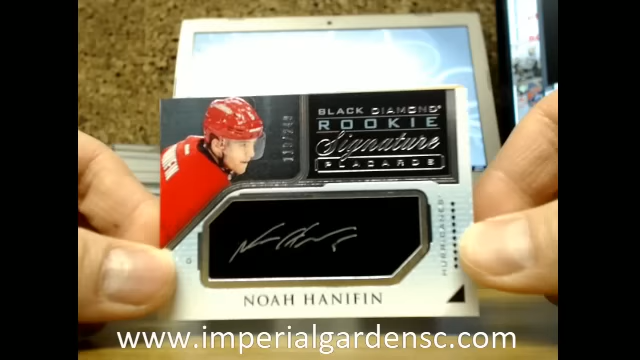 BLACK DIAMOND
ROOKIE
Signature
PLACARDS
HURRICANES
NOAH HANIFIN
www.imperialgardensc.com